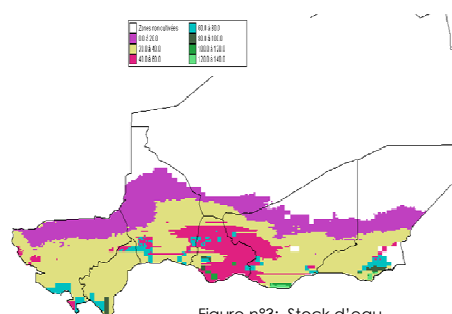 Zones non cultivées
0.0 à 20.0
20.0 à 40.0
40.0 à 60.0
60.0 à 80.0
80.0 à 100.0
100.0 à 120.0
120.0 à 140.0
Figure n°3: Stock d'eau